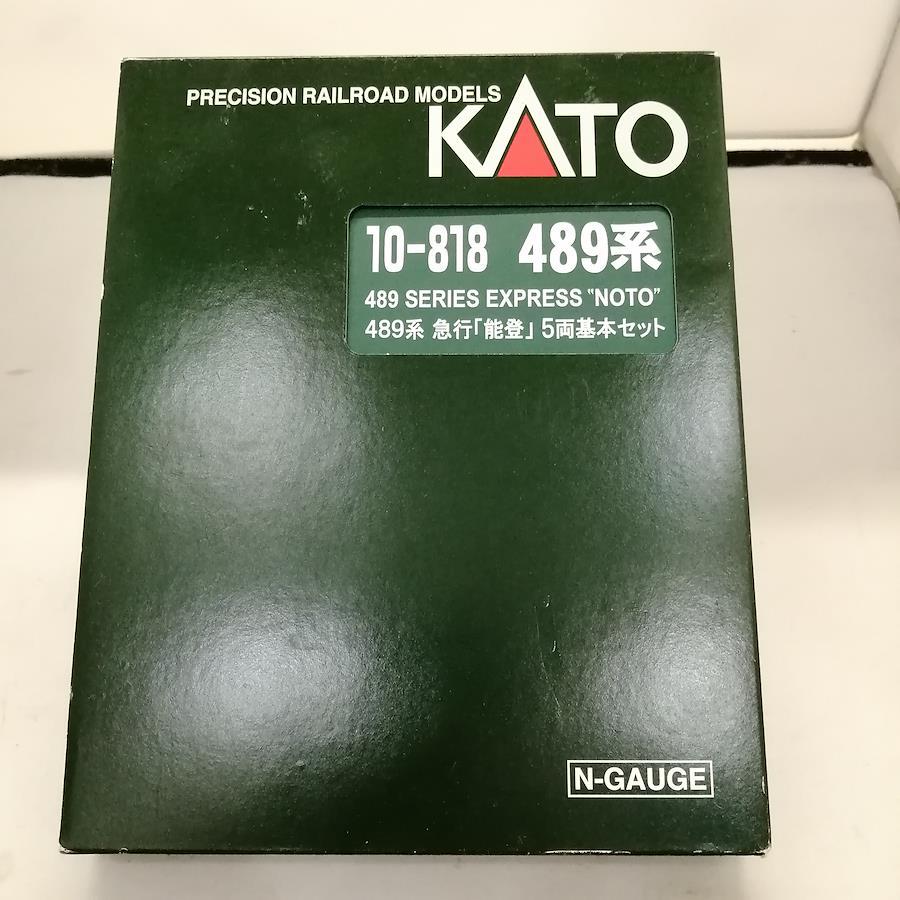 PRECISION RAILROAD MODELS
KATO
10-818 489系
489 SERIES EXPRESS "NOTO"
489系 急行「能登」 5両基本セット
N-GAUGE